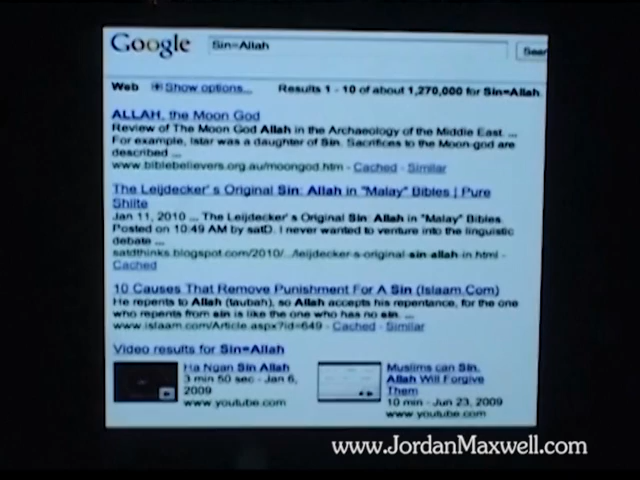 Google Sin=Allah Sear
Web Show options... Results 1 - 10 of about 1,270,000 for Sin=Allah.
ALLAH, the Moon God
Review of The Moon God Allah in the Archaeology of the Middle East. ...
For example, Istar was a daughter of Sin. Sacrifices to the Moon-god are
described ...
www.biblebelievers.org.au/moongod.htm - Cached - Similar
The Leijdecker's Original Sin: Allah in "Malay" Bibles | Pure
Shiite
Jan 11, 2010 ... The Leijdecker's Original Sin: Allah in "Malay" Bibles.
Posted on 10:49 AM by satD. I never wanted to venture into the linguistic
debate ...
satdthinks.blogspot.com/2010/.../leijdecker-s-original-sin-allah-in.html -
Cached
10 Causes That Remove Punishment For A Sin (Islaam.Com)
He repents to Allah (taubah), so Allah accepts his repentance, for the one
who repents from sin is like the one who has no sin. ...
www.islaam.com/Article.aspx?id=649 - Cached - Similar
Video results for Sin=Allah
Ha Ngan Sin Allah
3 min 50 sec - Jan 6,
2009
www.youtube.com
Muslims can Sin,
Allah Will Forgive
Them
10 min - Jun 23, 2009
www.youtube.com
www.JordanMaxwell.com